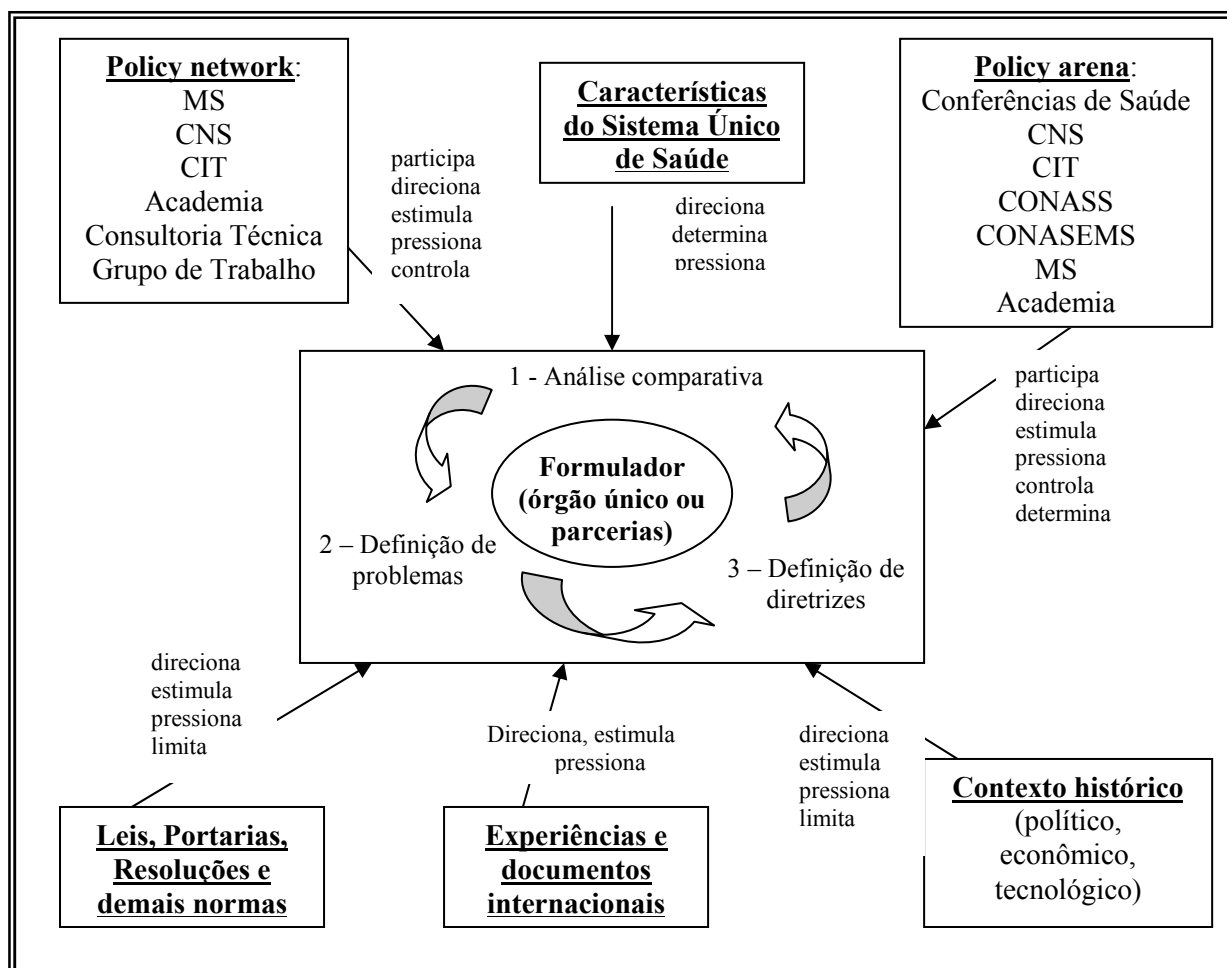 Policy network:
MS
CNS
CIT
Academia
Consultoria Técnica
Grupo de Trabalho
participa
direciona
estimula
pressiona
controla
Características
do Sistema Único
de Saúde
direciona
determina
pressiona
Policy arena:
Conferências de Saúde
CNS
CIT
CONASS
CONASEMS
MS
Academia
participa
direciona
estimula
pressiona
controla
determina
1 - Análise comparativa
Formulador
(órgão único ou
parcerias)
2 – Definição de
problemas
3 – Definição de
diretrizes
direciona
estimula
pressiona
limita
Leis, Portarias,
Resoluções e
demais normas
Direciona, estimula
pressiona
Experiências e
documentos
internacionais
direciona
estimula
pressiona
limita
Contexto histórico
(político,
econômico,
tecnológico)